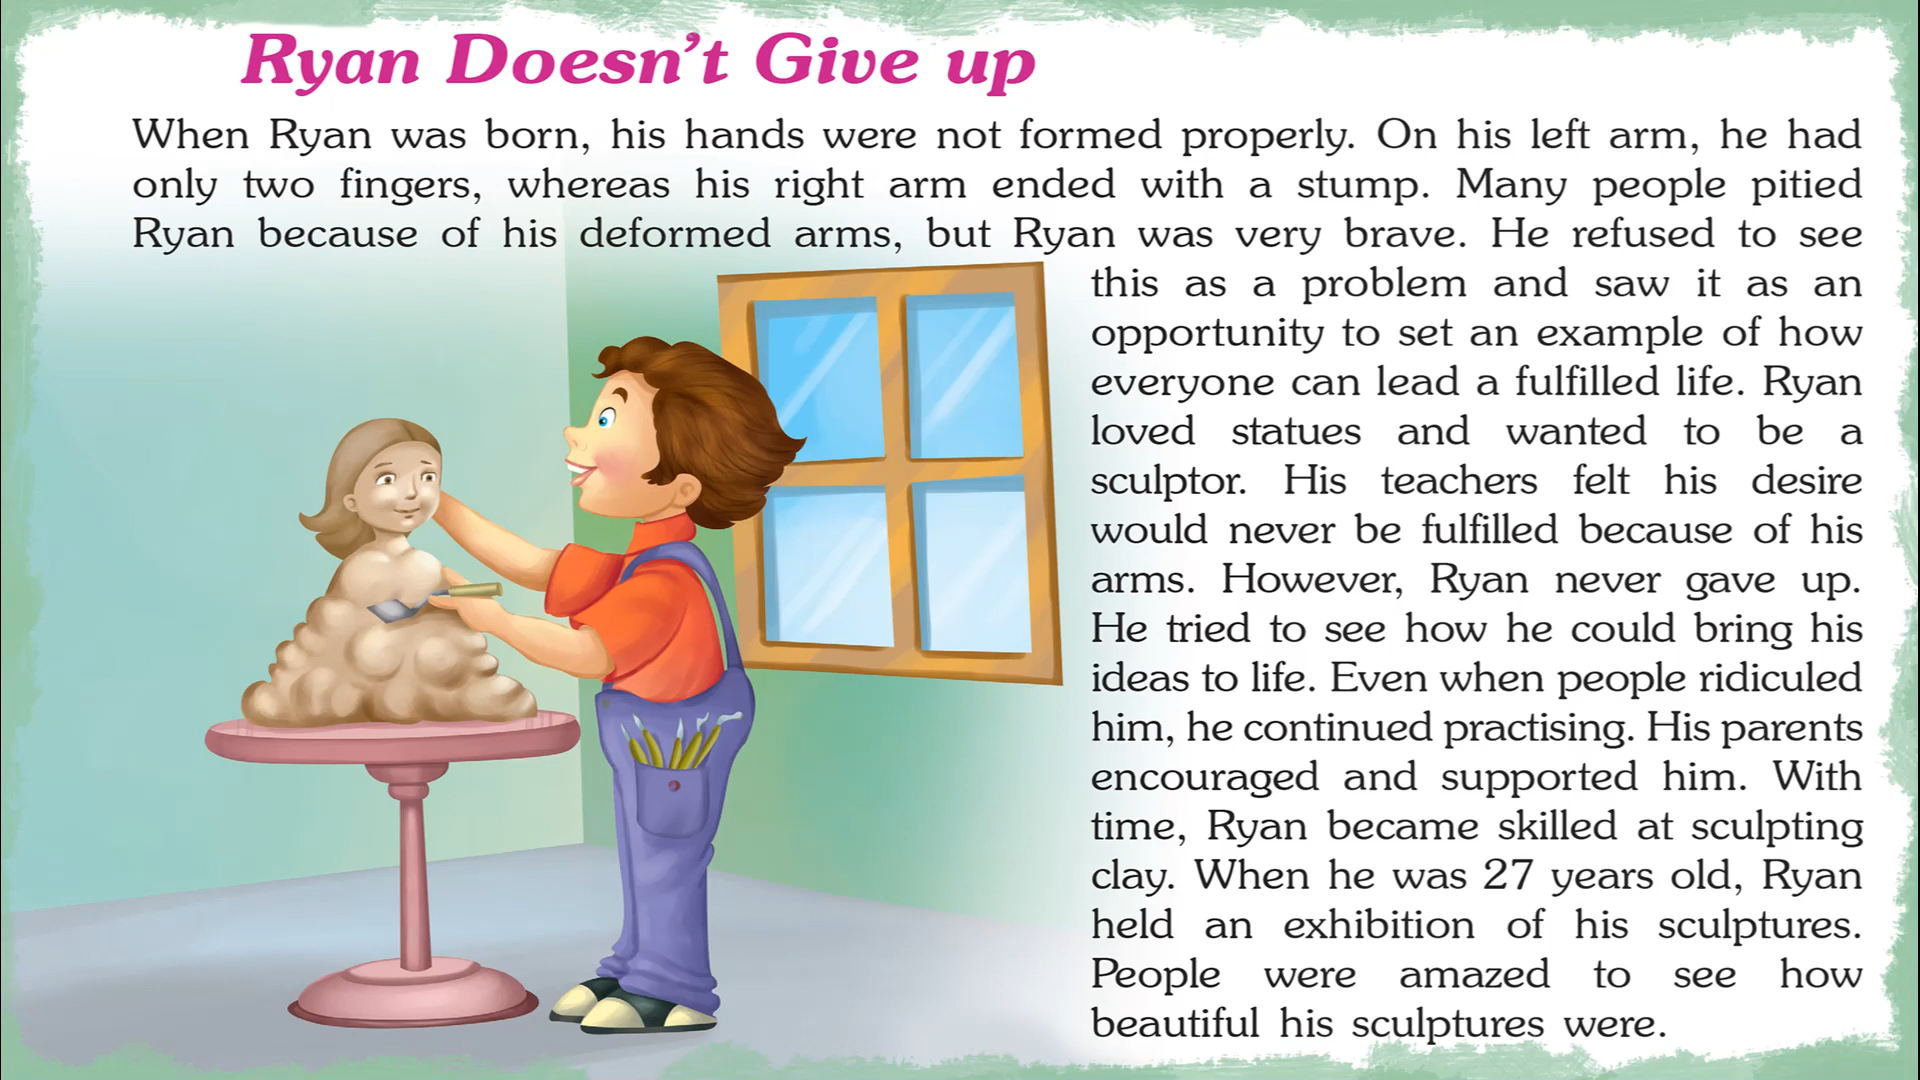 Ryan Doesn't Give up
When Ryan was born, his hands were not formed properly. On his left arm, he had
only two fingers, whereas his right arm ended with a stump. Many people pitied
Ryan because of his deformed arms, but Ryan was very brave. He refused to see
this as a problem and saw it as an
opportunity to set an example of how
everyone can lead a fulfilled life. Ryan
loved statues and wanted to be a
sculptor. His teachers felt his desire
would never be fulfilled because of his
arms. However, Ryan never gave up.
He tried to see how he could bring his
ideas to life. Even when people ridiculed
him, he continued practising. His parents
encouraged and supported him. With
time, Ryan became skilled at sculpting
clay. When he was 27 years old, Ryan
held an exhibition of his sculptures.
People were amazed to see how
beautiful his sculptures were.